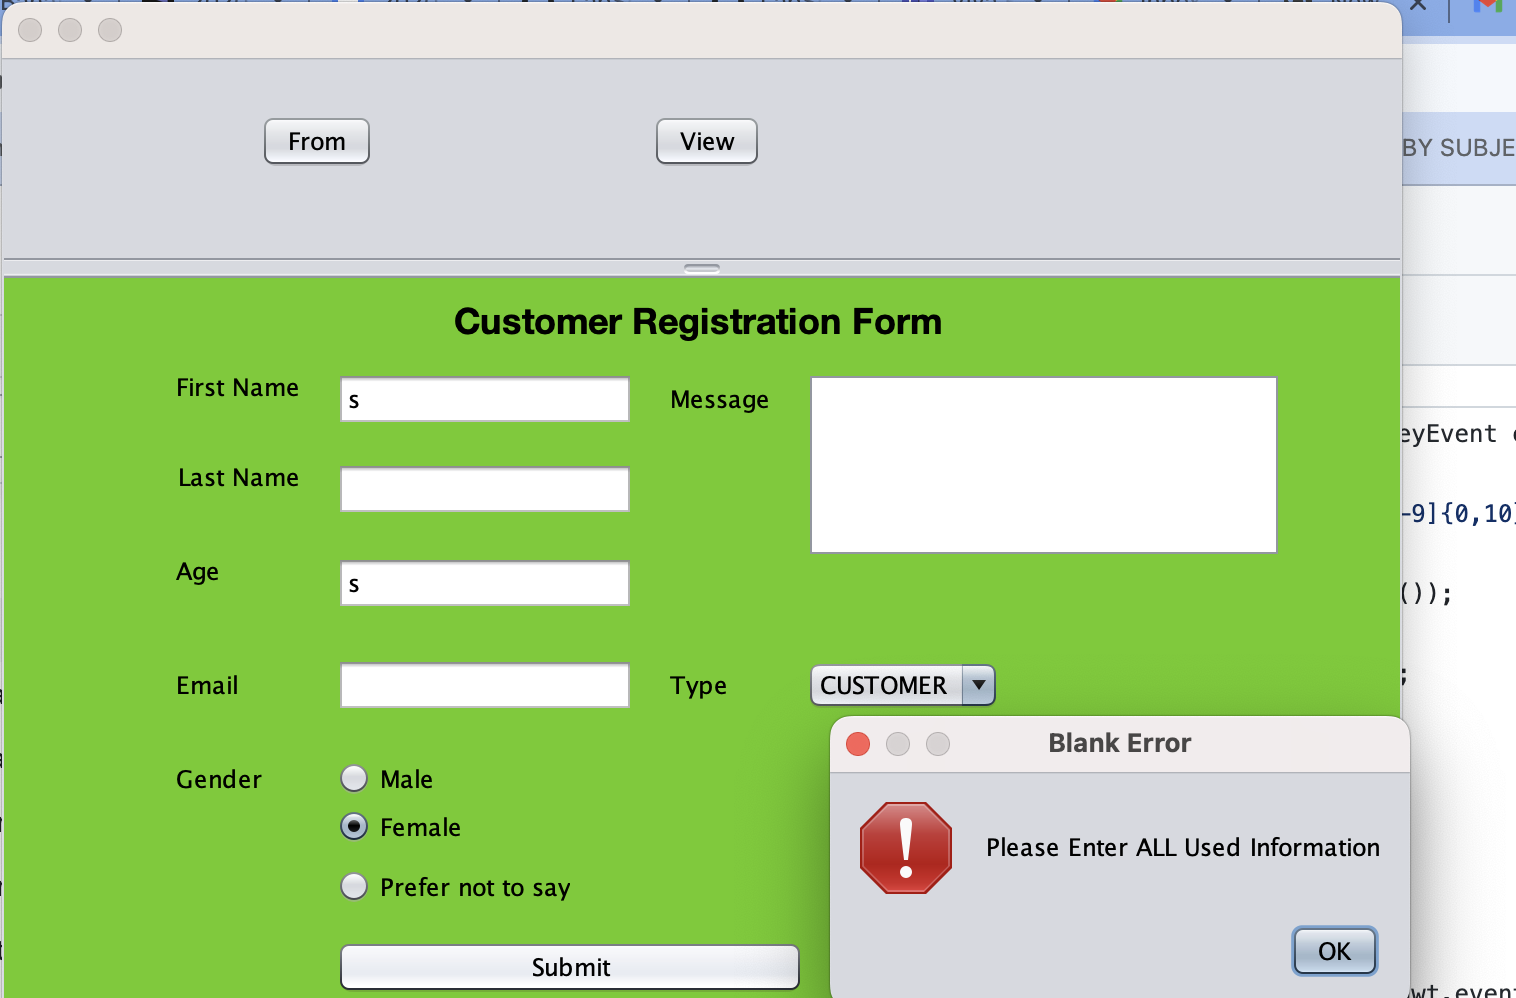 From
View
BY SUBJE
Customer Registration Form
First Name
s
Message
eyEvent
Last Name
-9]{0,10}
Age
s
());
Email
Type
CUSTOMER
;
Blank Error
Gender
Male
Female
Please Enter ALL Used Information
Prefer not to say
OK
Submit
wt.event